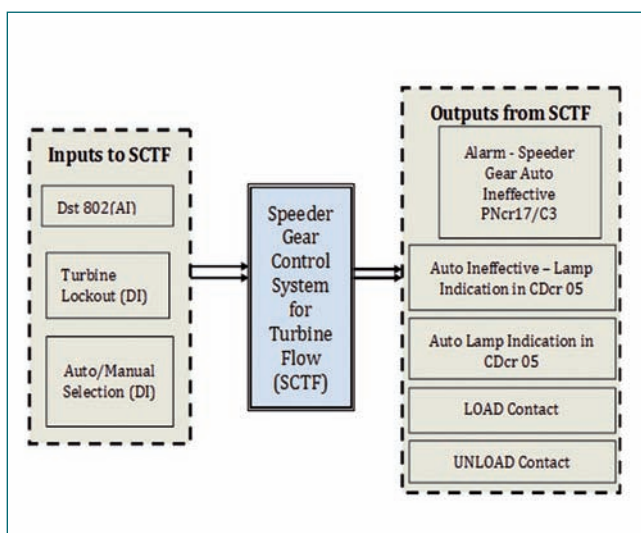 Inputs to SCTF
Dst 802(AI)
Turbine
Lockout (DI)
Auto/Manual
Selection (DI)
Speeder
Gear
Control
System
for
Turbine
Flow
(SCTF)
Outputs from SCTF
Alarm - Speeder
Gear Auto
Ineffective
PNcr17/C3
Auto Ineffective – Lamp
Indication in CDcr 05
Auto Lamp Indication in
CDcr 05
LOAD Contact
UNLOAD Contact